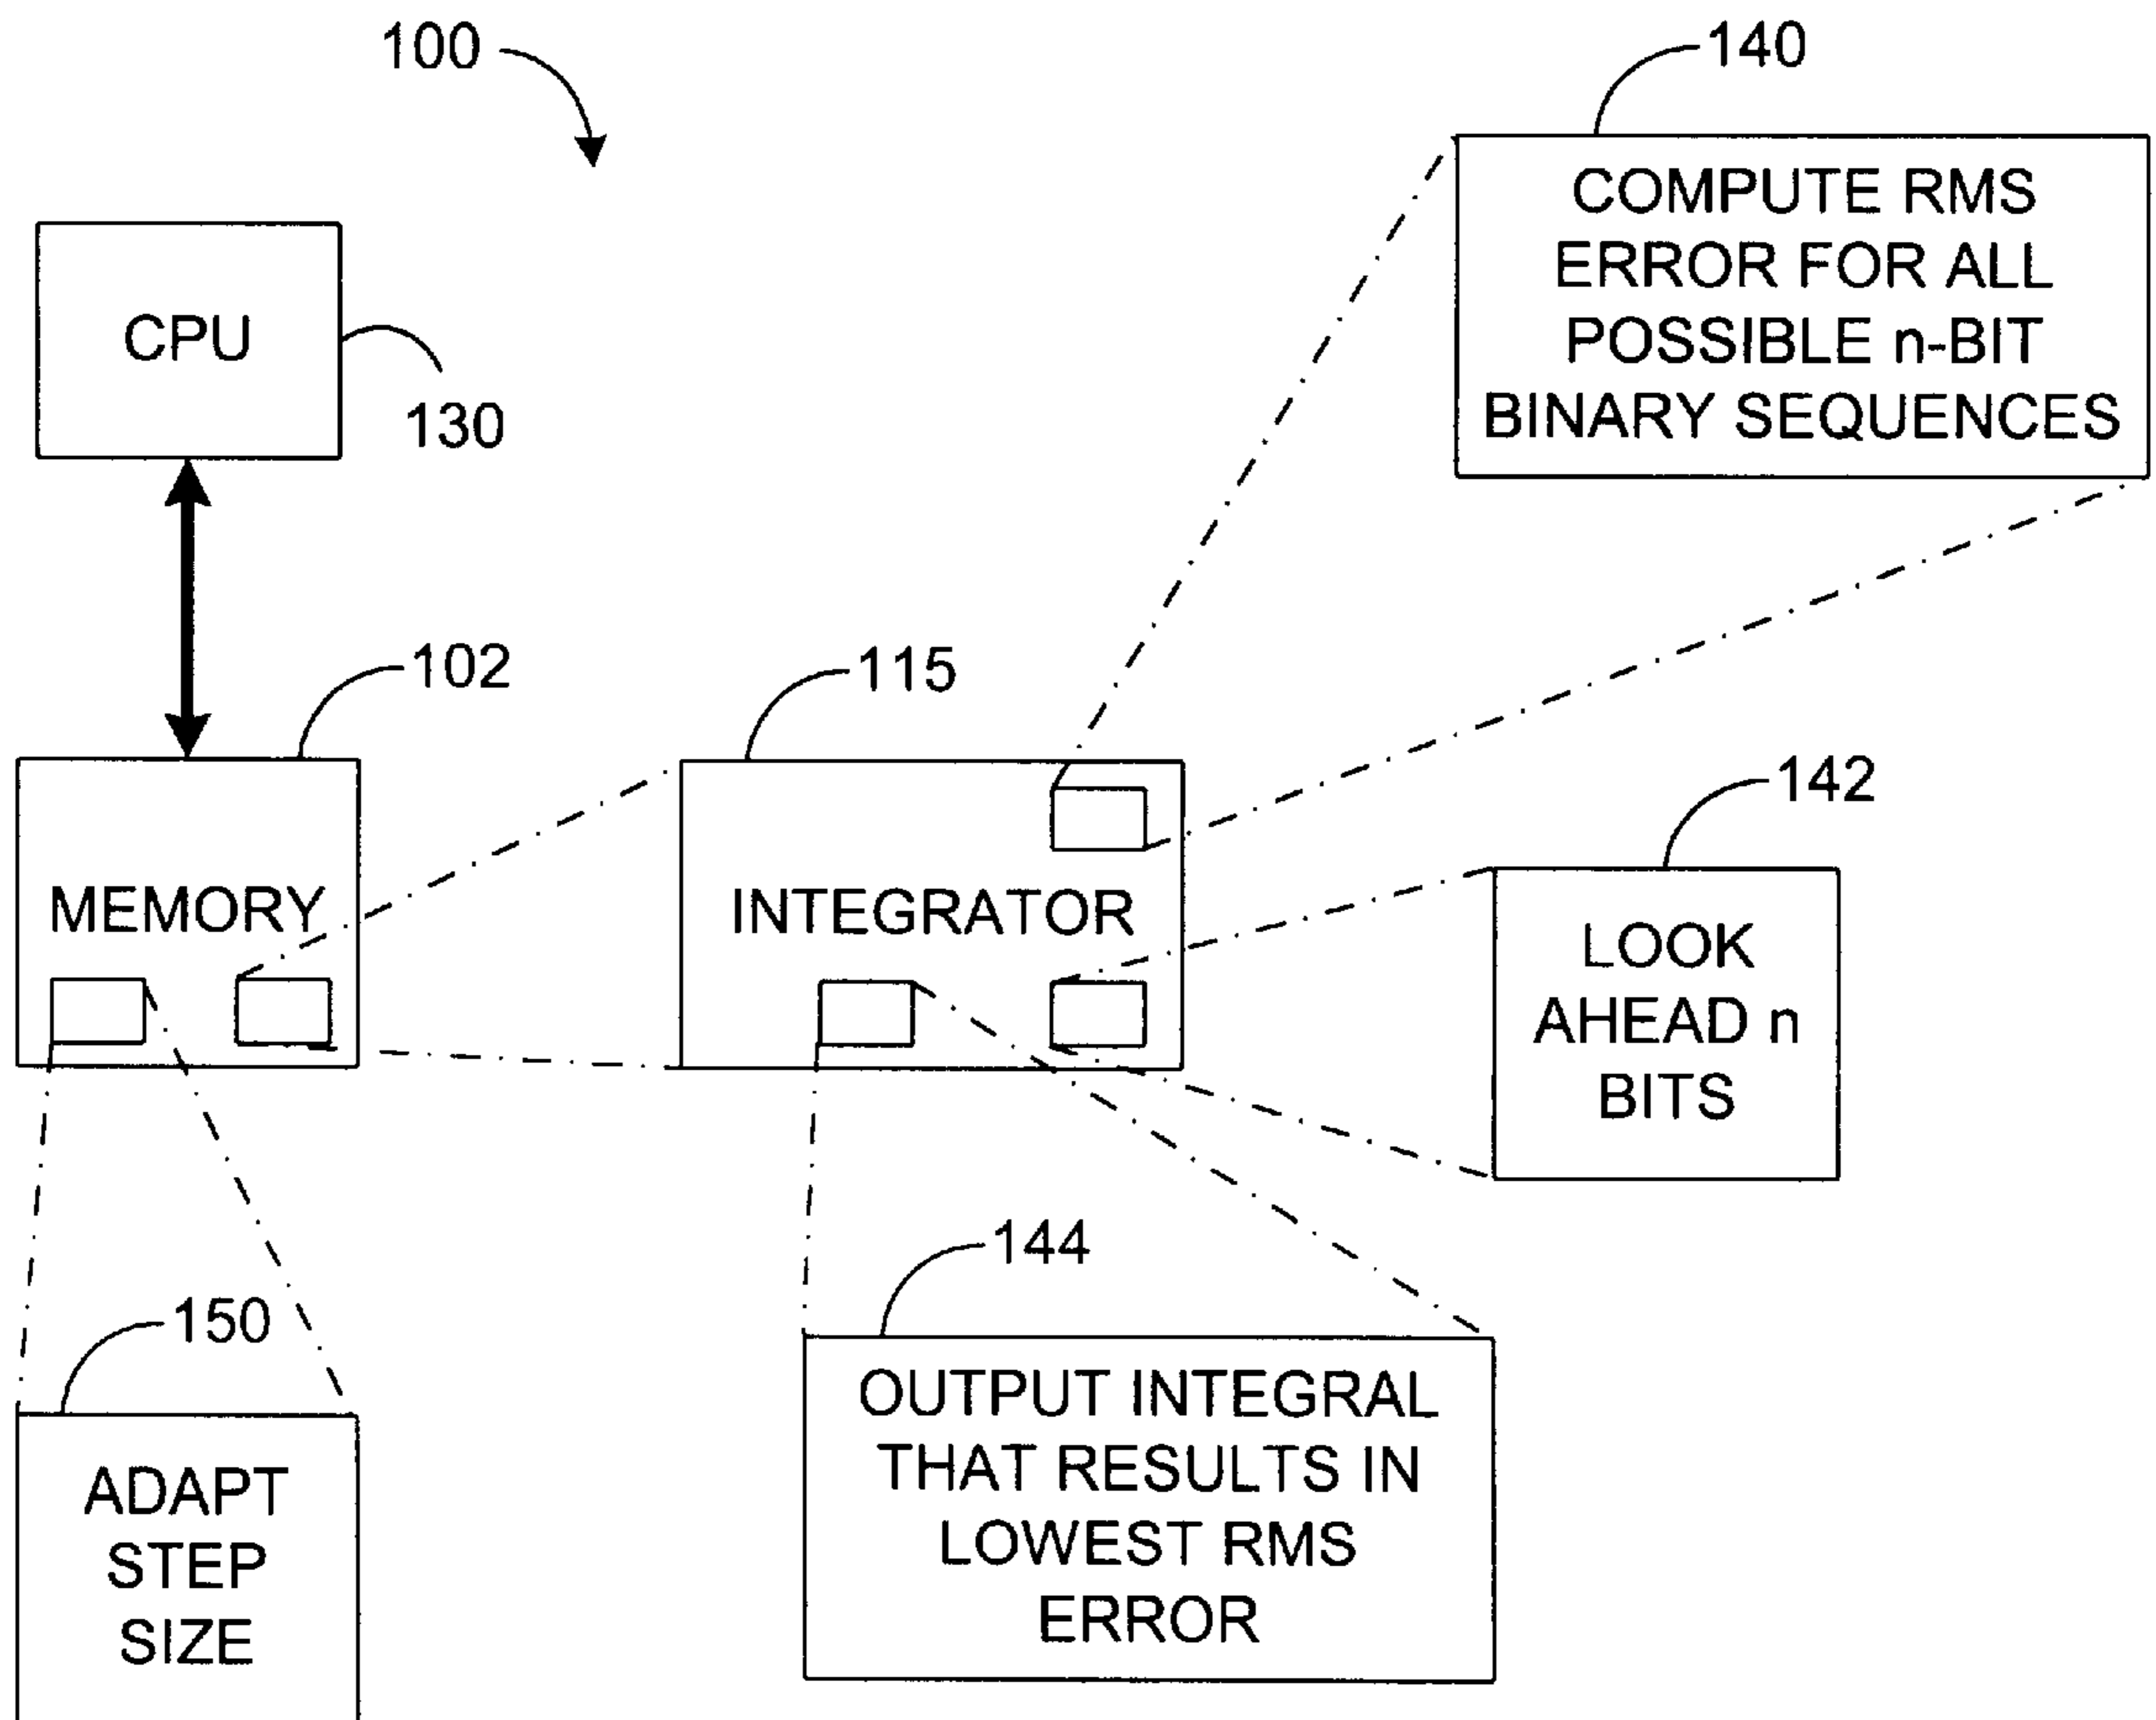 100
140
COMPUTE RMS
ERROR FOR ALL
POSSIBLE n-BIT
BINARY SEQUENCES
CPU
130
102
115
MEMORY
INTEGRATOR
142
LOOK
AHEAD n
BITS
144
OUTPUT INTEGRAL
THAT RESULTS IN
LOWEST RMS
ERROR
150
ADAPT
STEP
SIZE